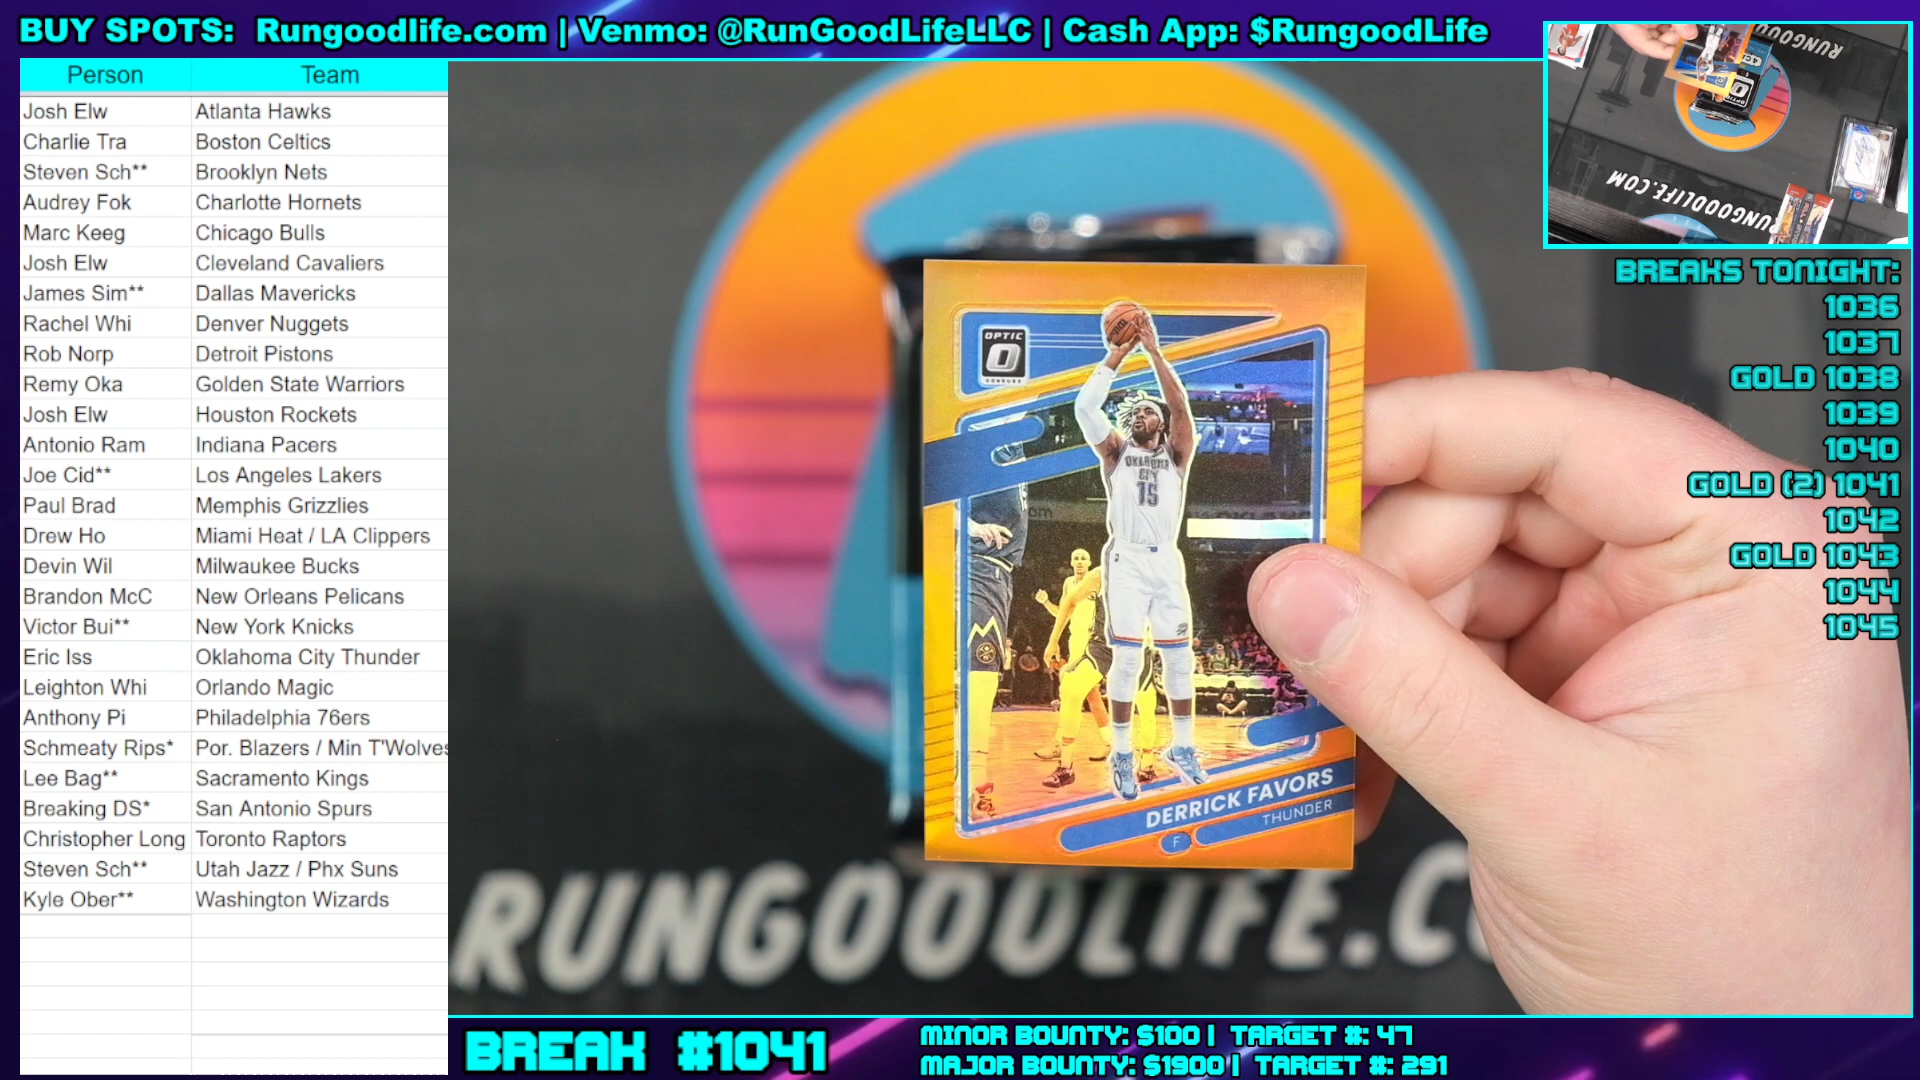 BUY SPOTS: Rungoodlife.com | Venmo: @RunGoodLifeLLC | Cash App: $RungoodLife
Person Team
Josh Elw Atlanta Hawks
Charlie Tra Boston Celtics
Steven Sch** Brooklyn Nets
Audrey Fok Charlotte Hornets
Marc Keeg Chicago Bulls
Josh Elw Cleveland Cavaliers
James Sim** Dallas Mavericks
Rachel Whi Denver Nuggets
Rob Norp Detroit Pistons
Remy Oka Golden State Warriors
Josh Elw Houston Rockets
Antonio Ram Indiana Pacers
Joe Cid** Los Angeles Lakers
Paul Brad Memphis Grizzlies
Drew Ho Miami Heat / LA Clippers
Devin Wil Milwaukee Bucks
Brandon McC New Orleans Pelicans
Victor Bui** New York Knicks
Eric Iss Oklahoma City Thunder
Leighton Whi Orlando Magic
Anthony Pi Philadelphia 76ers
Schmeaty Rips* Por. Blazers / Min T'Wolves
Lee Bag** Sacramento Kings
Breaking DS* San Antonio Spurs
Christopher Long Toronto Raptors
Steven Sch** Utah Jazz / Phx Suns
Kyle Ober** Washington Wizards
OPTIC
O
DONRUSS
OKLAHOMA
CITY
15
DERRICK FAVORS
THUNDER
F
RUNGOODLIFE.C
RUNGOOD
RUNGOODLIFE.COM
BREAKS TONIGHT:
1036
1037
GOLD 1038
1039
1040
GOLD (2) 1041
1042
GOLD 1043
1044
1045
BREAK #1041
MINOR BOUNTY: $100 | TARGET #: 47
MAJOR BOUNTY: $1900 | TARGET #: 291